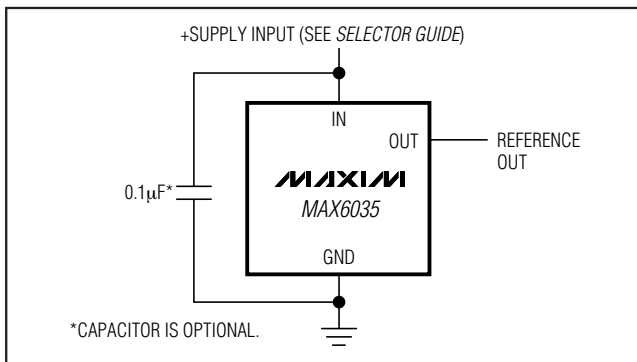 +SUPPLY INPUT (SEE SELECTOR GUIDE)
IN
OUT
REFERENCE
OUT
0.1µF*
MAXIM
MAX6035
GND
*CAPACITOR IS OPTIONAL.